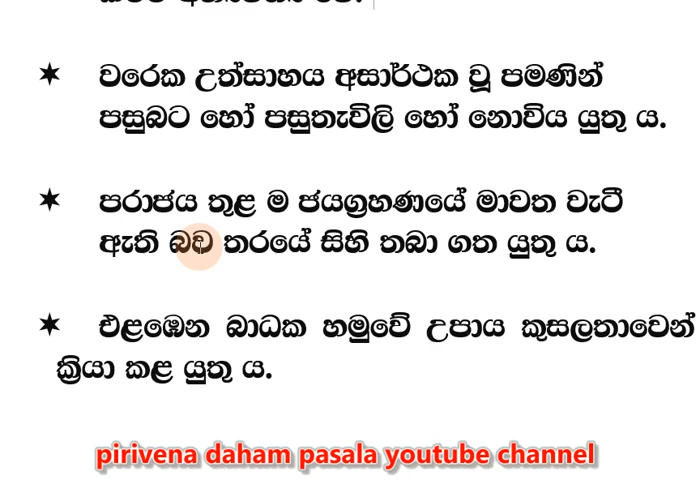 ✶ වරෙක උත්සාහය අසාර්ථක වූ පමණින්
පසුබට හෝ පසුතැවිලි හෝ නොවිය යුතු ය.
✶ පරාජය තුළ ම ජයග්‍රහණයේ මාවත වැටී
ඇති බව තරයේ සිහි තබා ගත යුතු ය.
✶ එළඹෙන බාධක හමුවේ උපාය කුසලතාවෙන්
ක්‍රියා කළ යුතු ය.
pirivena daham pasala youtube channel